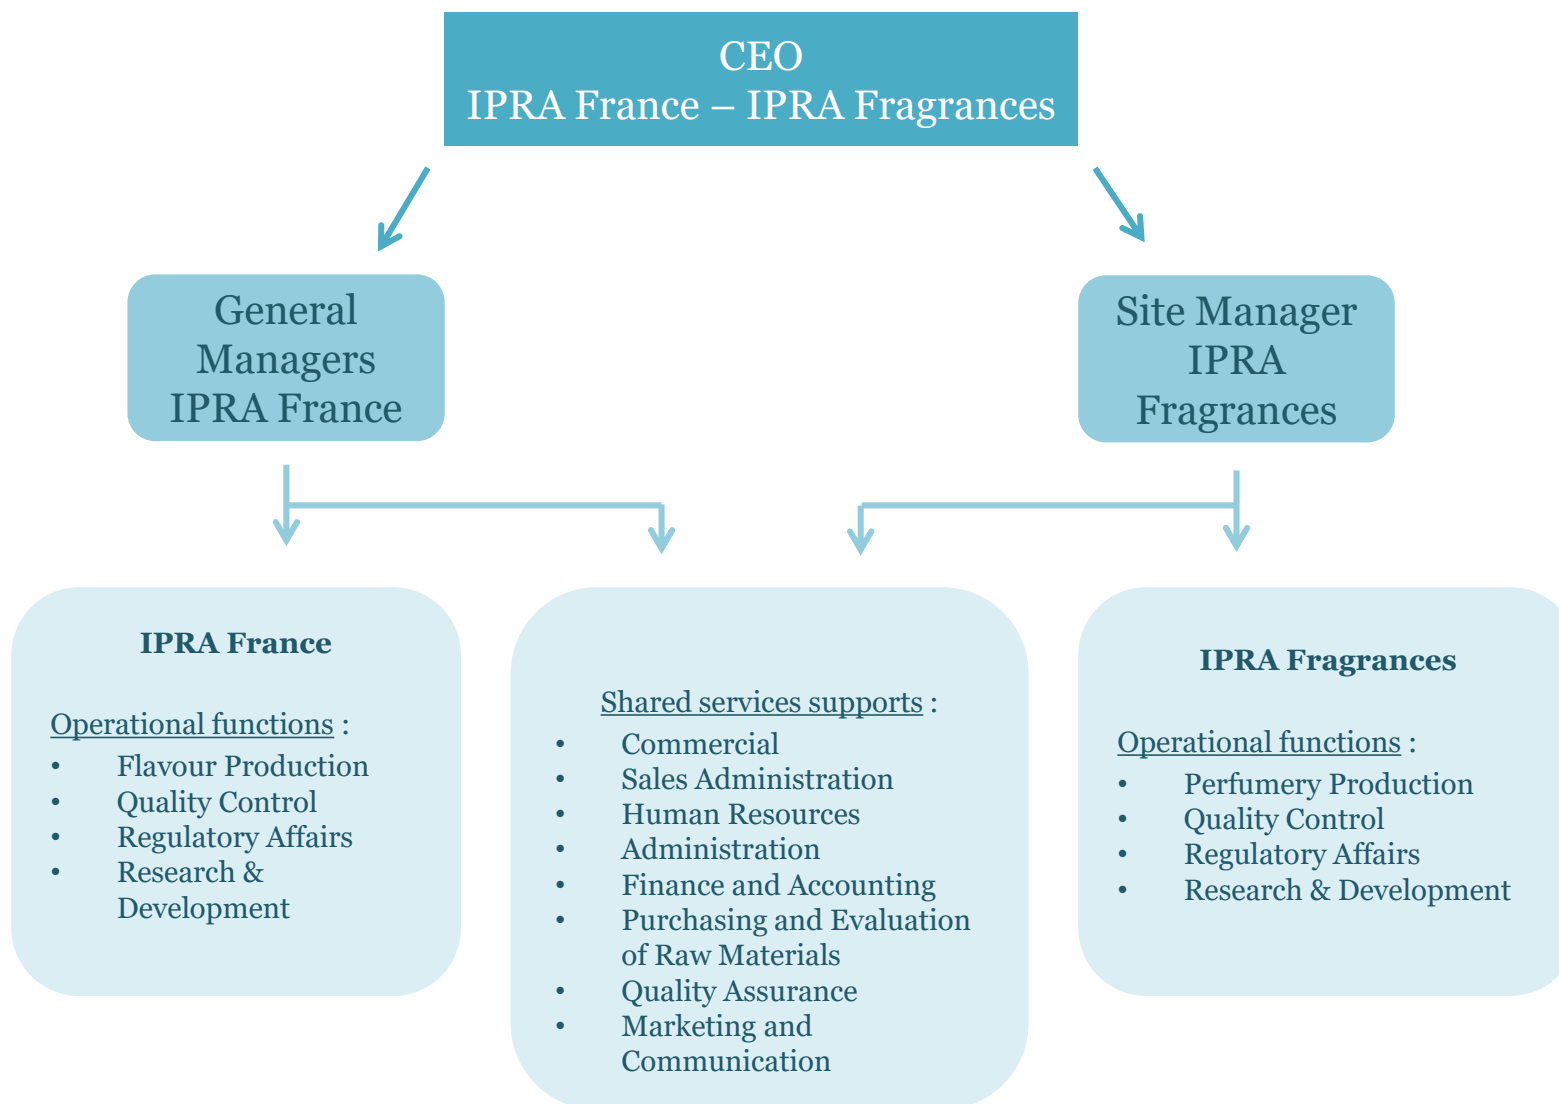 CEO
IPRA France – IPRA Fragrances
General
Managers
IPRA France
Site Manager
IPRA
Fragrances
IPRA France
Operational functions :
• Flavour Production
• Quality Control
• Regulatory Affairs
• Research &
Development
Shared services supports :
• Commercial
• Sales Administration
• Human Resources
• Administration
• Finance and Accounting
• Purchasing and Evaluation
of Raw Materials
• Quality Assurance
• Marketing and
Communication
IPRA Fragrances
Operational functions :
• Perfumery Production
• Quality Control
• Regulatory Affairs
• Research & Development